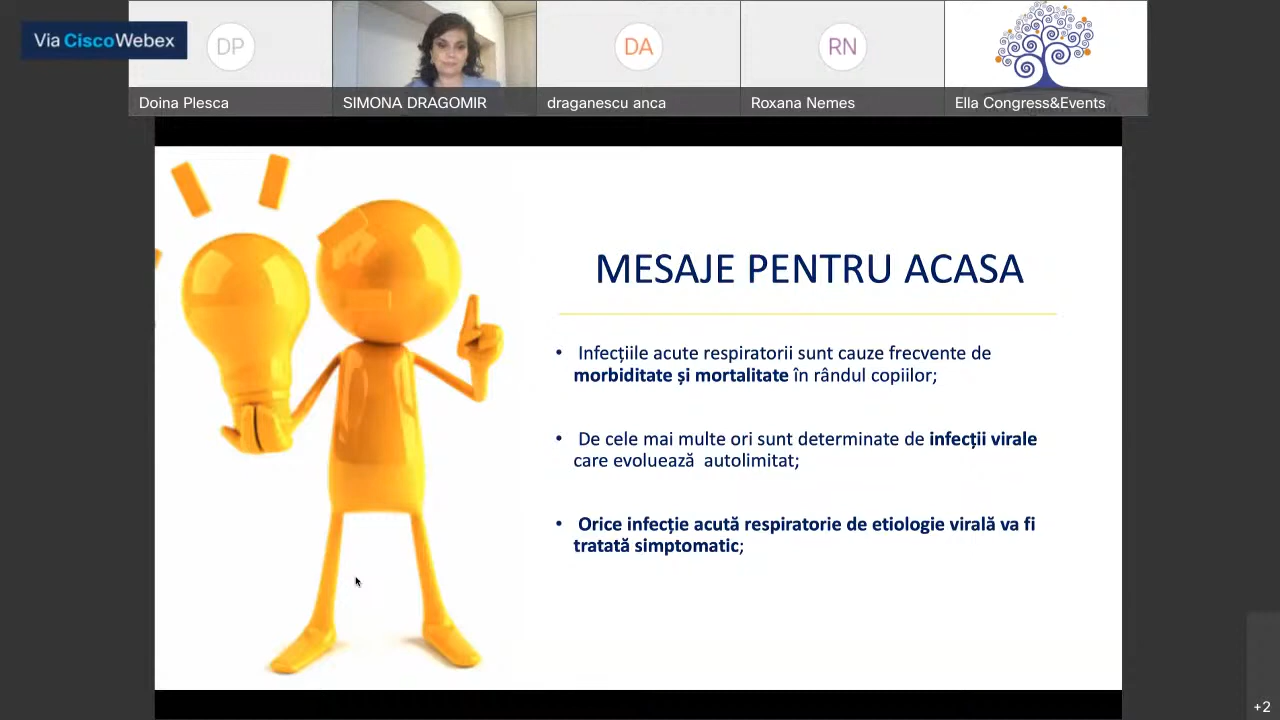 Via Cisco Webex
DP
DA
RN
Doina Plesca
SIMONA DRAGOMIR
draganescu anca
Roxana Nemes
Ella Congress&Events
MESAJE PENTRU ACASA
• Infecțiile acute respiratorii sunt cauze frecvente de
morbiditate și mortalitate în rândul copiilor;
• De cele mai multe ori sunt determinate de infecții virale
care evoluează autolimitat;
• Orice infecție acută respiratorie de etiologie virală va fi
tratată simptomatic;
+2